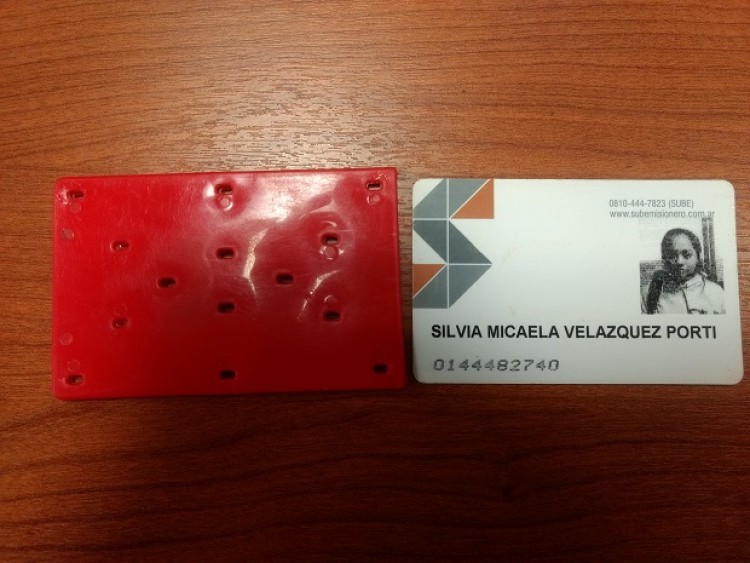 0810-444-7823 (SUBE)
www.subemisionero.com.ar
SILVIA MICAELA VELAZQUEZ PORTI
0144482740